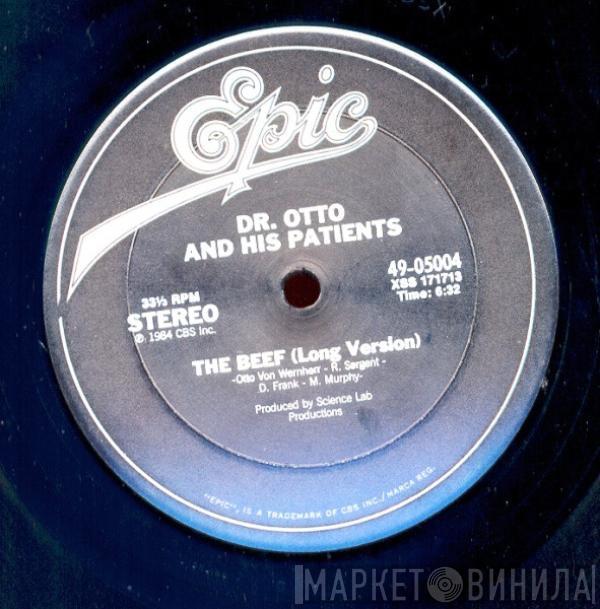 Epic
DR. OTTO
AND HIS PATIENTS
33⅓ RPM
STEREO
℗ 1984 CBS Inc.
49-05004
XSS 171713
Time: 6:32
THE BEEF (Long Version)
-Otto Von Wernherr - R. Sargent -
D. Frank - M. Murphy-
Produced by Science Lab
Productions
"EPIC", IS A TRADEMARK OF CBS INC./MARCA REG.
МАРКЕТ ВИНИЛА